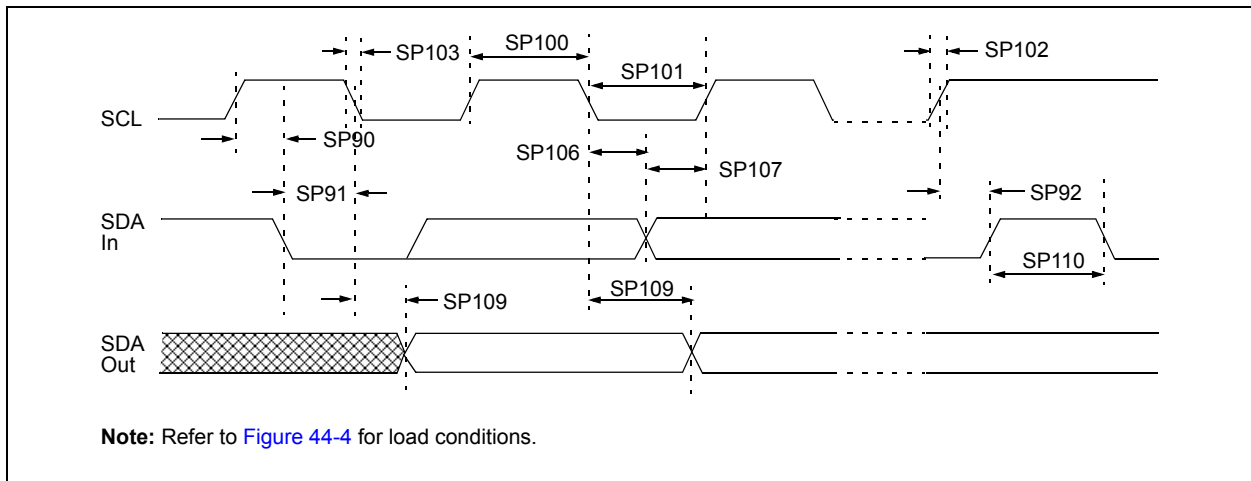 SP103
SP100
SP101
SP102
SCL
SP90
SP106
SP107
SP91
SP92
SDA
In
SP110
SP109
SP109
SDA
Out
Note: Refer to Figure 44-4 for load conditions.